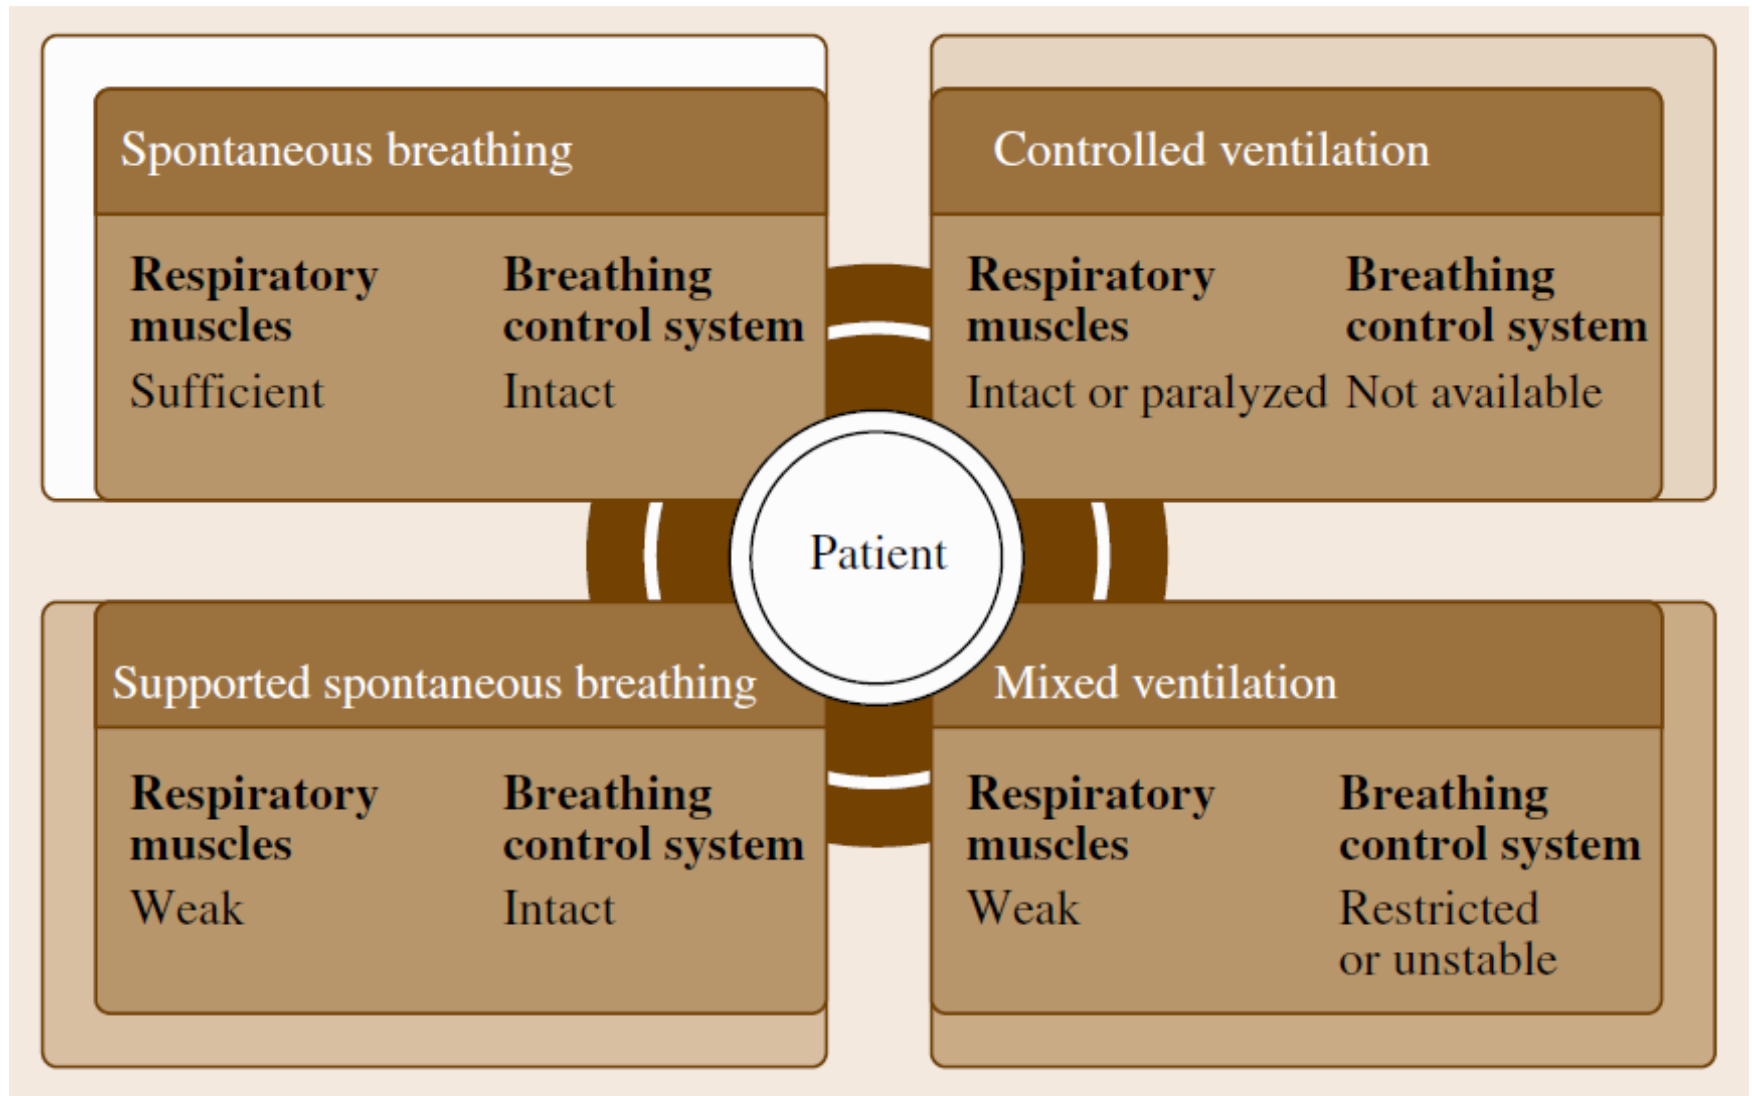 Spontaneous breathing
Respiratory
muscles
Sufficient
Breathing
control system
Intact
Controlled ventilation
Respiratory
muscles
Intact or paralyzed
Breathing
control system
Not available
Patient
Supported spontaneous breathing
Respiratory
muscles
Weak
Breathing
control system
Intact
Mixed ventilation
Respiratory
muscles
Weak
Breathing
control system
Restricted
or unstable